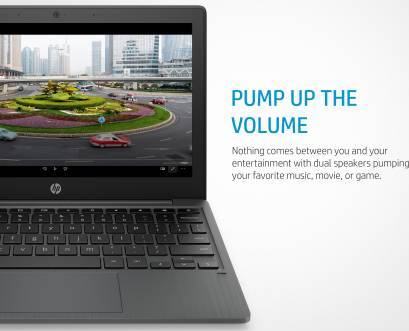 PUMP UP THE
VOLUME
Nothing comes between you and your
entertainment with dual speakers pumping
your favorite music, movie, or game.
hp